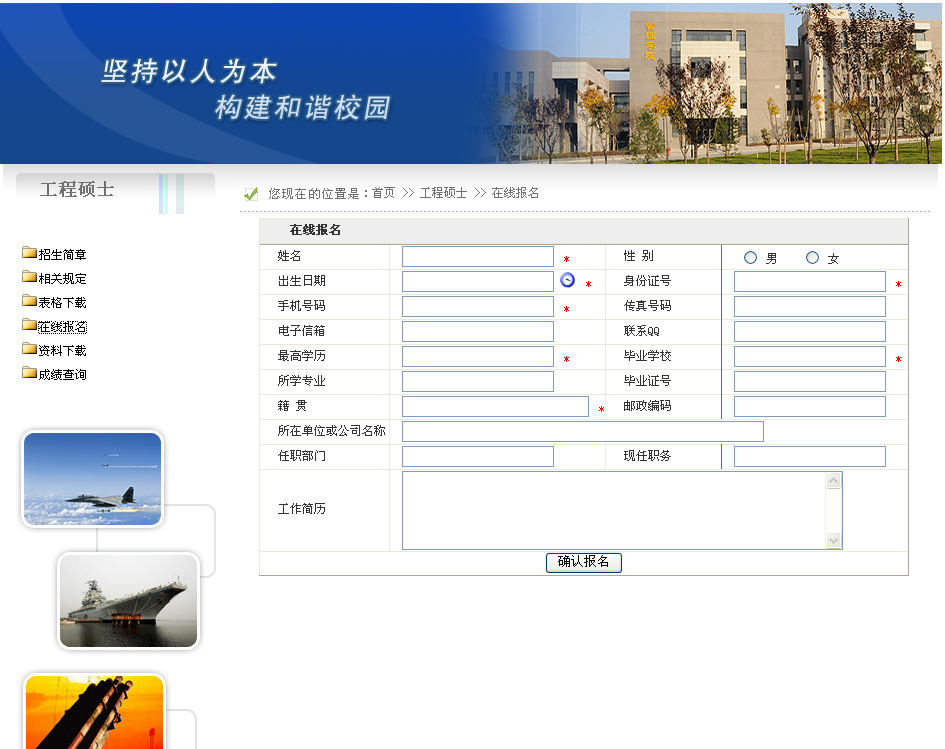 坚持以人为本
构建和谐校园
管理学院
工程硕士
您现在的位置是：首页 >> 工程硕士 >> 在线报名
招生简章
相关规定
表格下载
在线报名
资料下载
成绩查询
在线报名
姓名 * 性 别 男 女
出生日期 * 身份证号 *
手机号码 * 传真号码
电子信箱 联系QQ
最高学历 * 毕业学校 *
所学专业 毕业证号
籍 贯 * 邮政编码
所在单位或公司名称
任职部门 现任职务
工作简历
确认报名